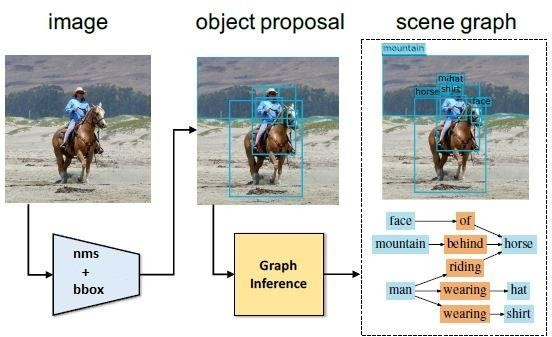 image
object proposal
scene graph
mountain
hat
shirt
horse
face
nms
+
bbox
Graph
Inference
face of
mountain behind horse
riding
man wearing hat
wearing shirt